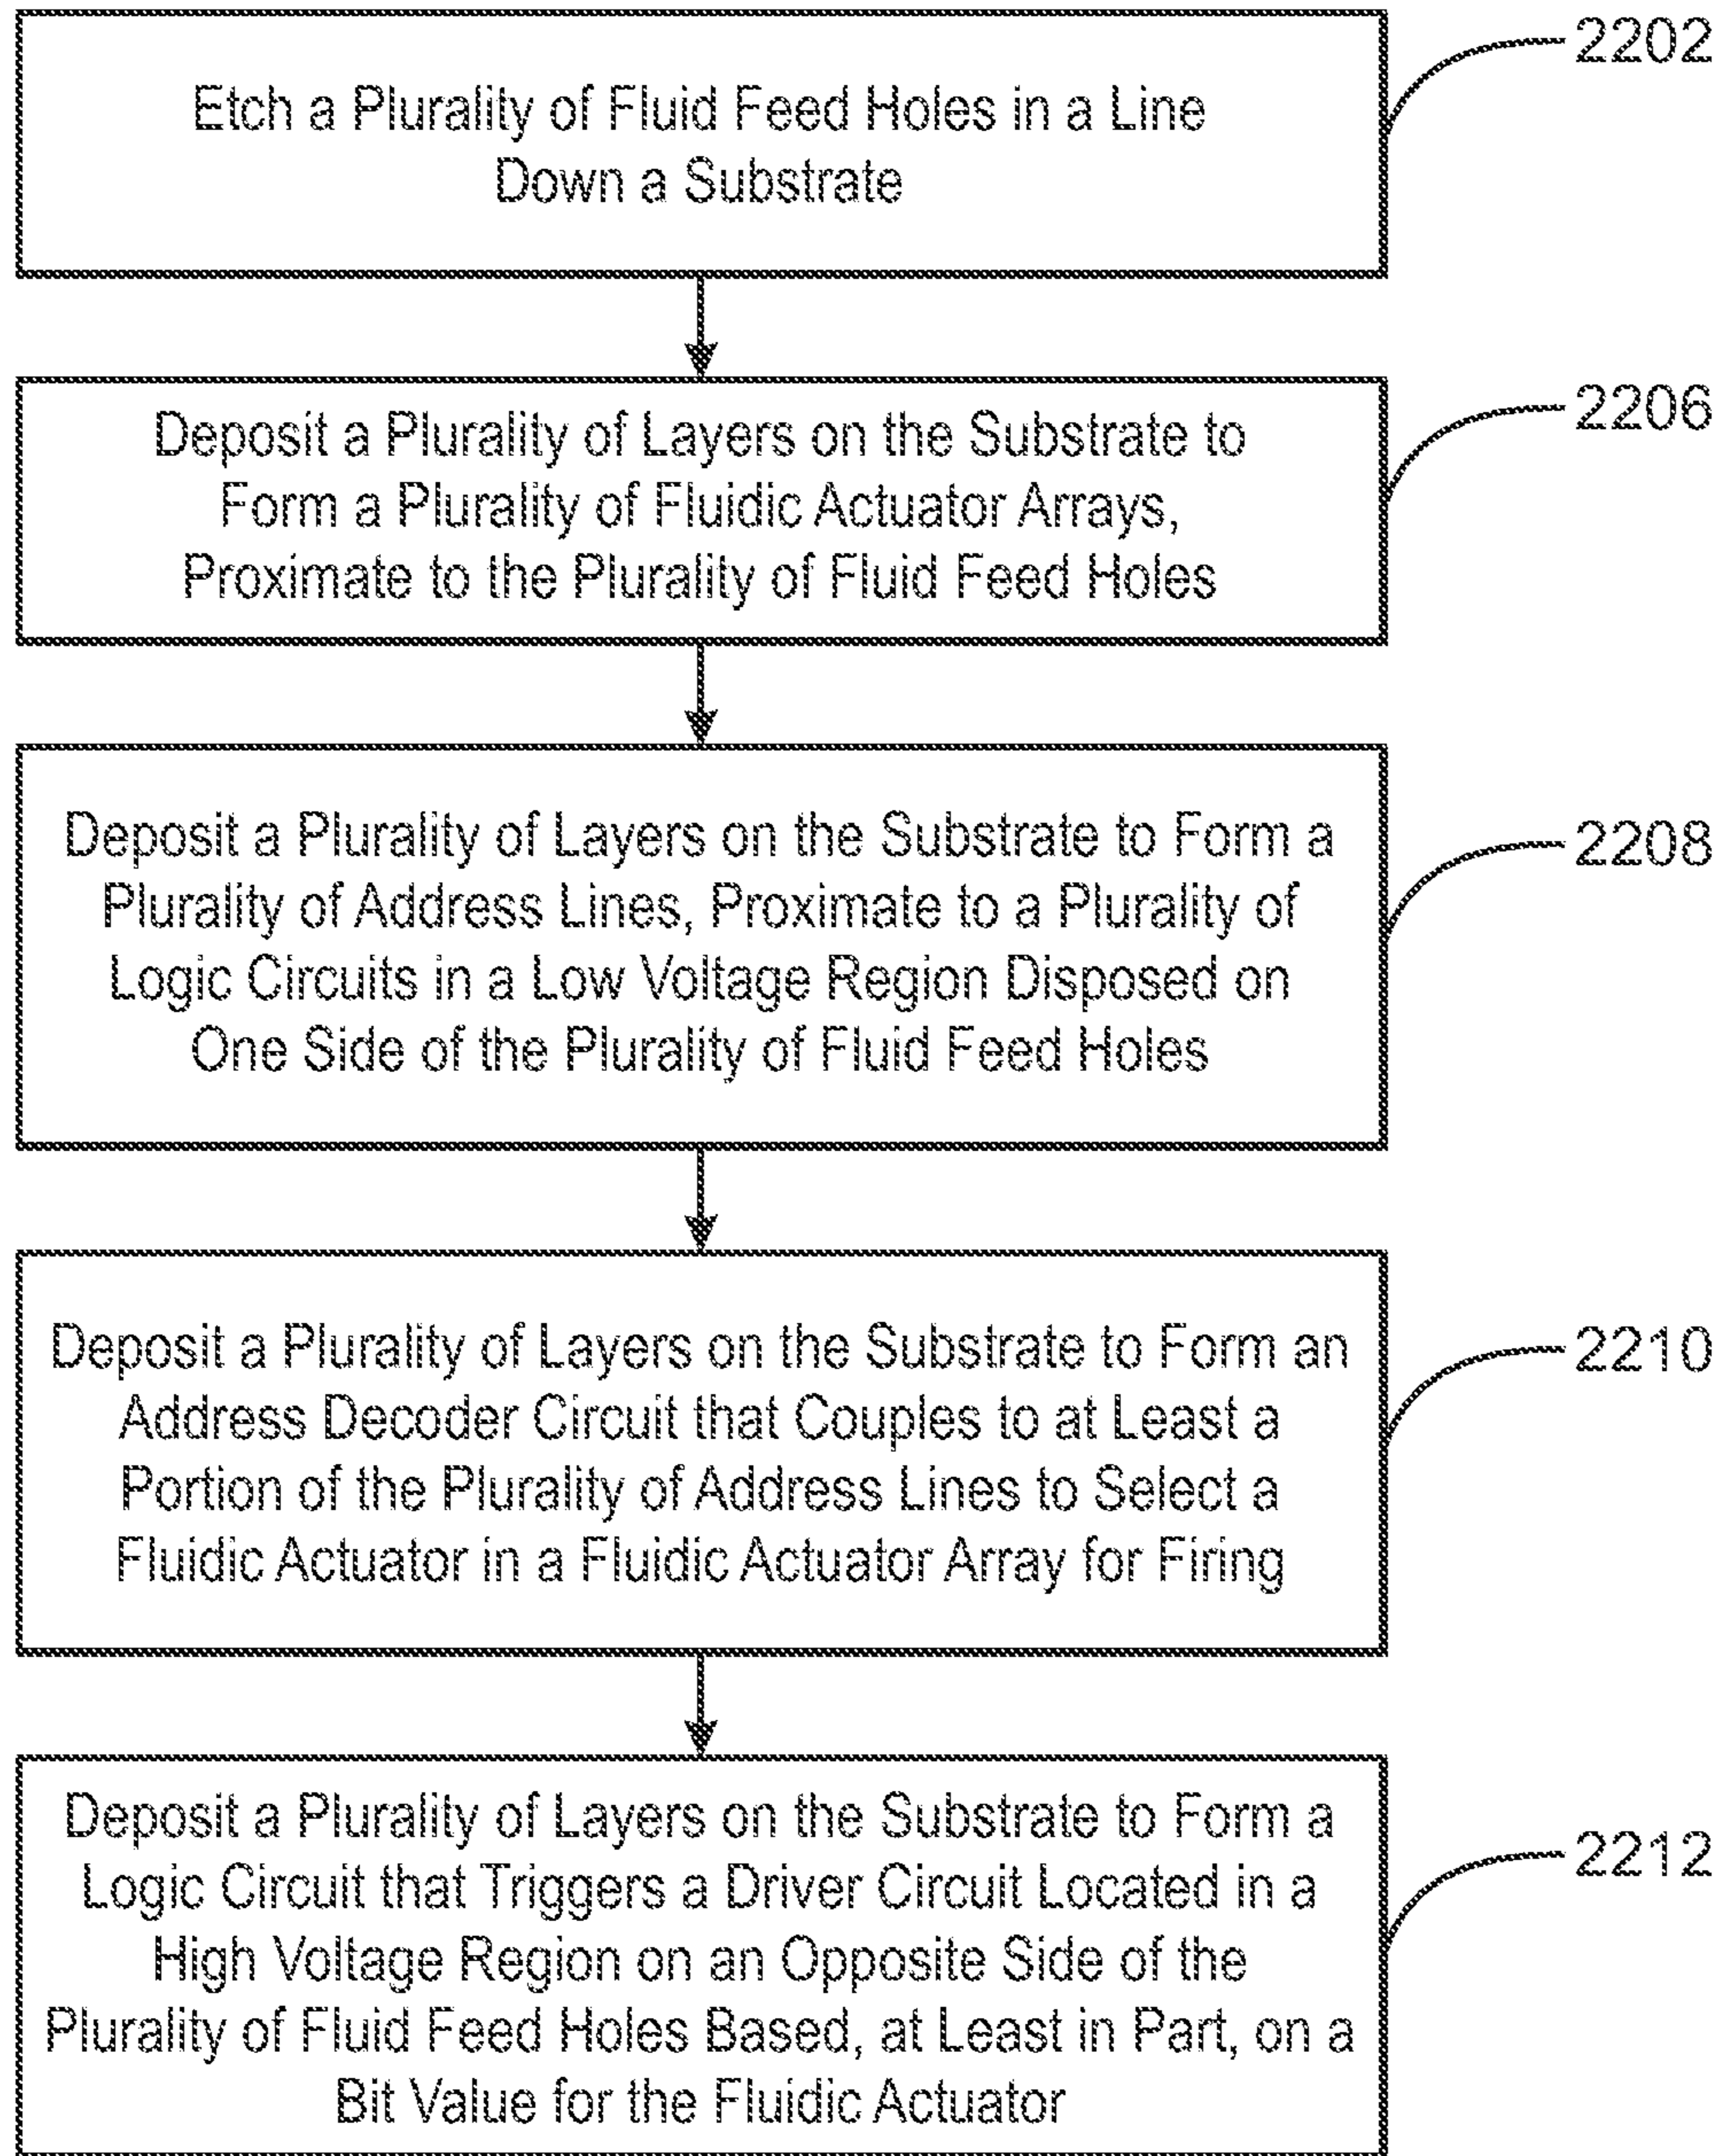 Etch a Plurality of Fluid Feed Holes in a Line
Down a Substrate
2202
Deposit a Plurality of Layers on the Substrate to
Form a Plurality of Fluidic Actuator Arrays,
Proximate to the Plurality of Fluid Feed Holes
2206
Deposit a Plurality of Layers on the Substrate to Form a
Plurality of Address Lines, Proximate to a Plurality of
Logic Circuits in a Low Voltage Region Disposed on
One Side of the Plurality of Fluid Feed Holes
2208
Deposit a Plurality of Layers on the Substrate to Form an
Address Decoder Circuit that Couples to at Least a
Portion of the Plurality of Address Lines to Select a
Fluidic Actuator in a Fluidic Actuator Array for Firing
2210
Deposit a Plurality of Layers on the Substrate to Form a
Logic Circuit that Triggers a Driver Circuit Located in a
High Voltage Region on an Opposite Side of the
Plurality of Fluid Feed Holes Based, at Least in Part, on a
Bit Value for the Fluidic Actuator
2212